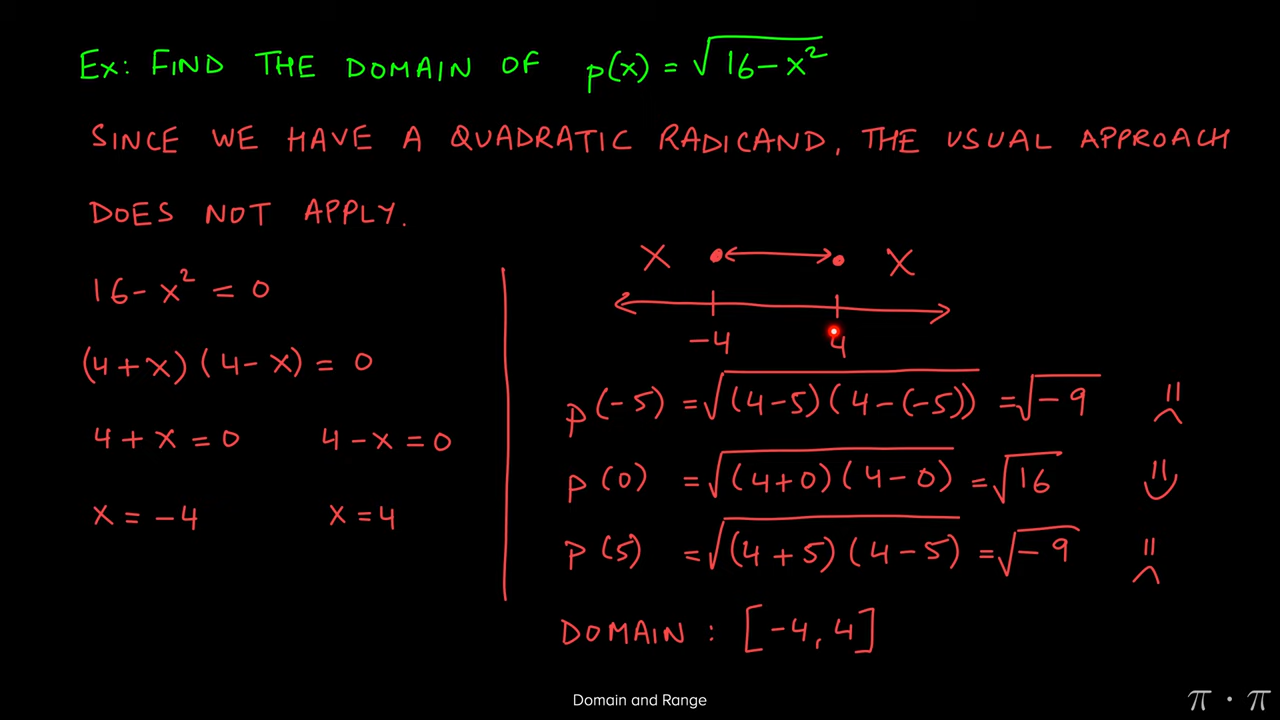 Ex: FIND THE DOMAIN OF p(x) = √(16-x²)
SINCE WE HAVE A QUADRATIC RADICAND, THE USUAL APPROACH
DOES NOT APPLY.
16-x² = 0
(4+x)(4-x) = 0
4+x=0 4-x=0
x=-4 x=4
X X
-4 4
p(-5) = √((4-5)(4-(-5))) = √-9
p(0) = √((4+0)(4-0)) = √16
p(5) = √((4+5)(4-5)) = √-9
DOMAIN : [-4, 4]
Domain and Range
π · π